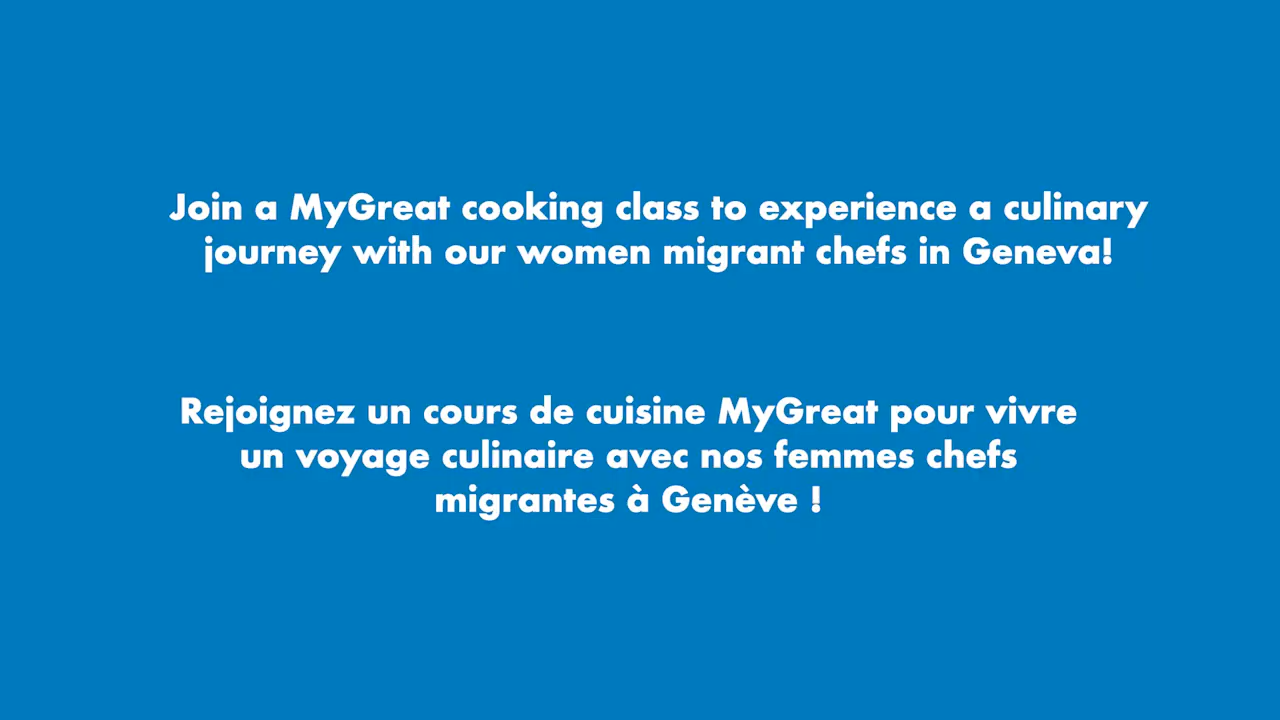 Join a MyGreat cooking class to experience a culinary
journey with our women migrant chefs in Geneva!
Rejoignez un cours de cuisine MyGreat pour vivre
un voyage culinaire avec nos femmes chefs
migrantes à Genève !